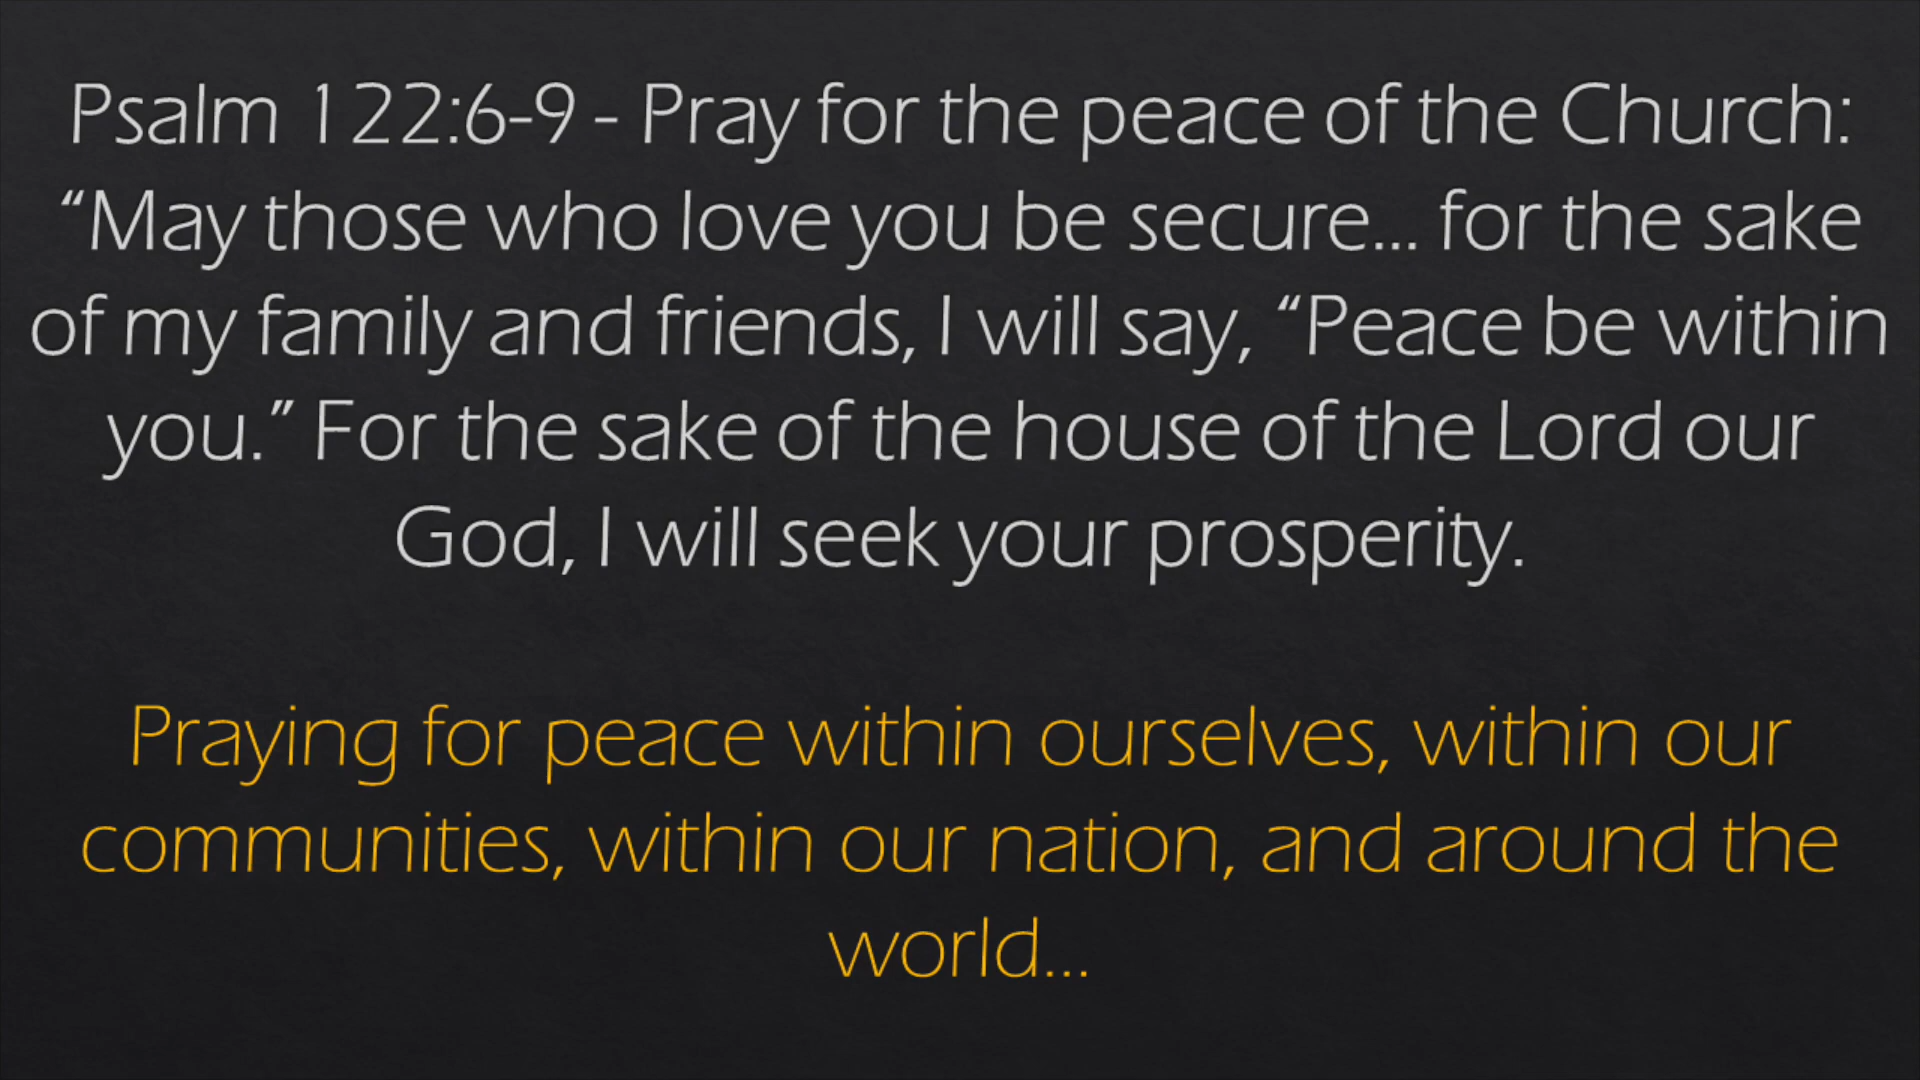 Psalm 122:6-9 - Pray for the peace of the Church:
“May those who love you be secure... for the sake
of my family and friends, I will say, “Peace be within
you.” For the sake of the house of the Lord our
God, I will seek your prosperity.
Praying for peace within ourselves, within our
communities, within our nation, and around the
world...